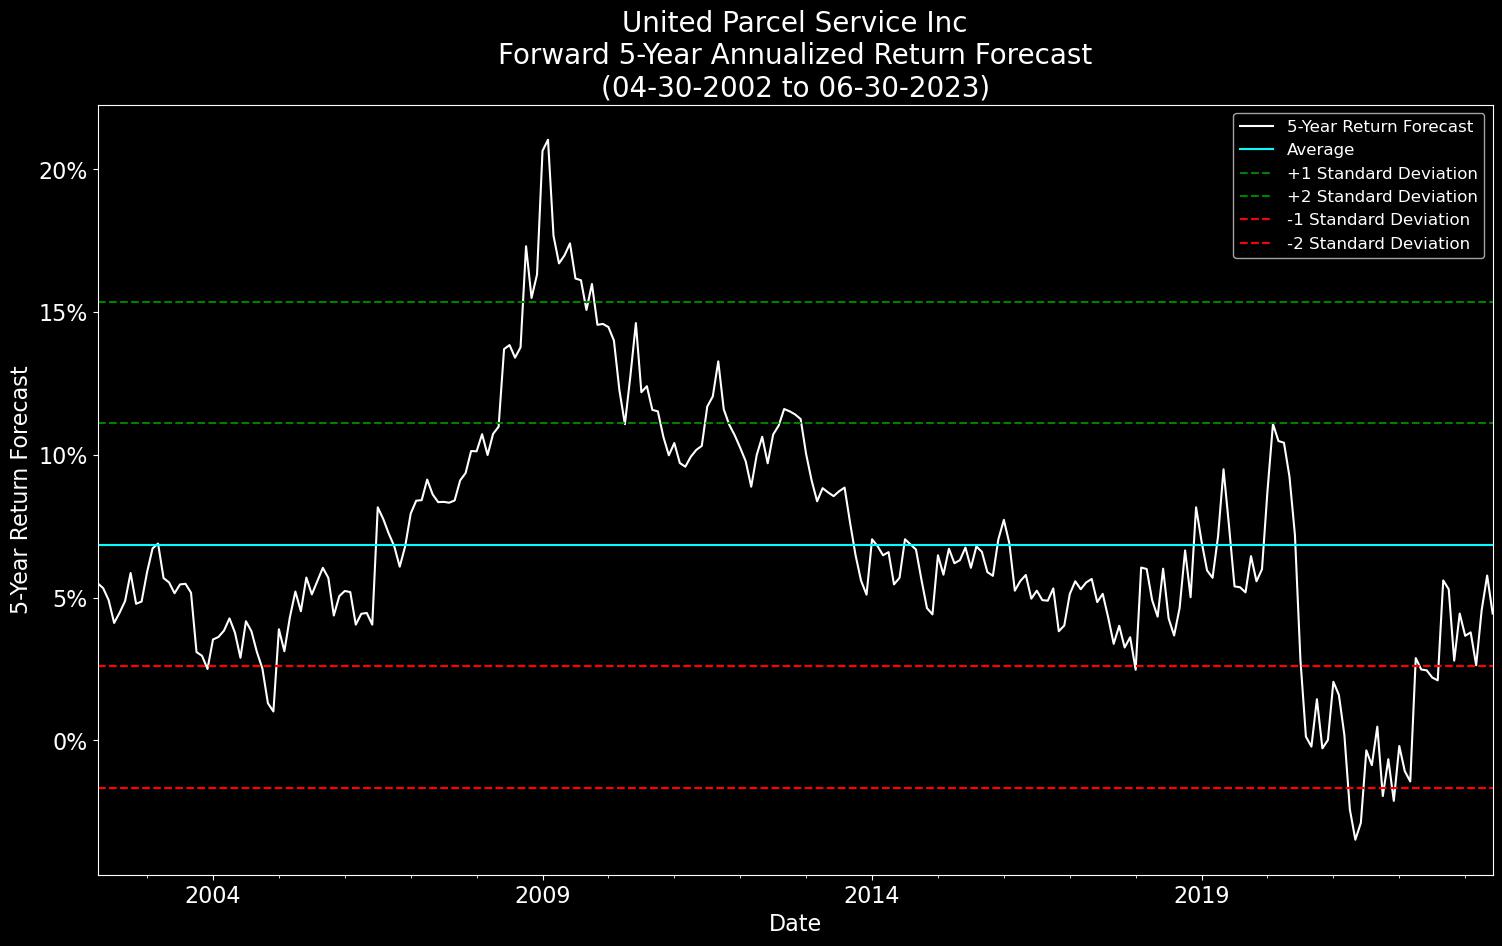 United Parcel Service Inc
Forward 5-Year Annualized Return Forecast
(04-30-2002 to 06-30-2023)
5-Year Return Forecast
Average
+1 Standard Deviation
+2 Standard Deviation
-1 Standard Deviation
-2 Standard Deviation
5-Year Return Forecast
20%
15%
10%
5%
0%
2004
2009
2014
2019
Date